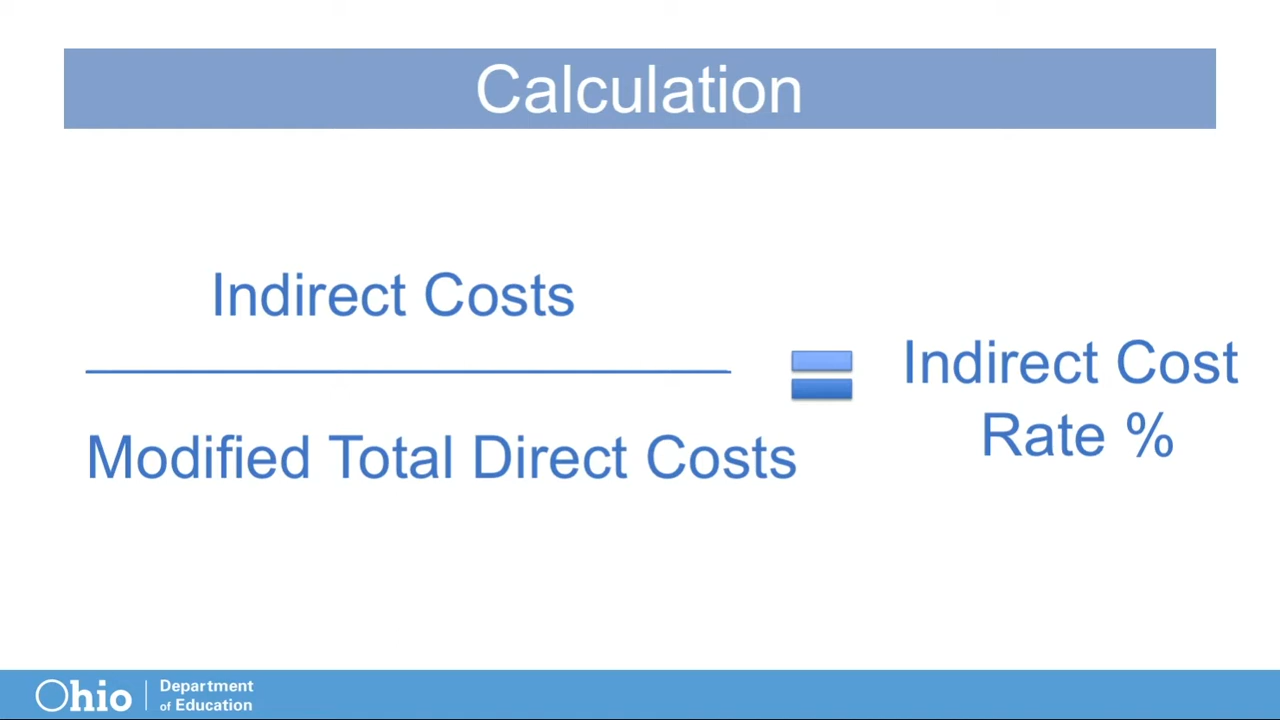 Calculation
Indirect Costs
Modified Total Direct Costs
Indirect Cost
Rate %
Ohio
Department
of Education